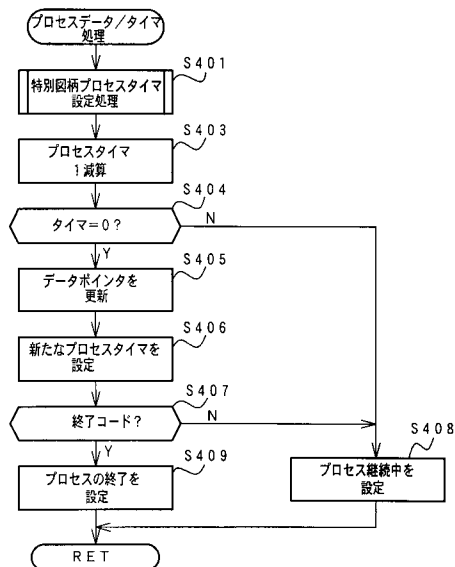 プロセスデータ/タイマ
処理
S401
特別図柄プロセスタイマ
設定処理
S403
プロセスタイマ
1減算
S404
タイマ=0?
N
Y
S405
データポインタを
更新
S406
新たなプロセスタイマを
設定
S407
終了コード?
N
Y
S408
プロセス継続中を
設定
S409
プロセスの終了を
設定
RET